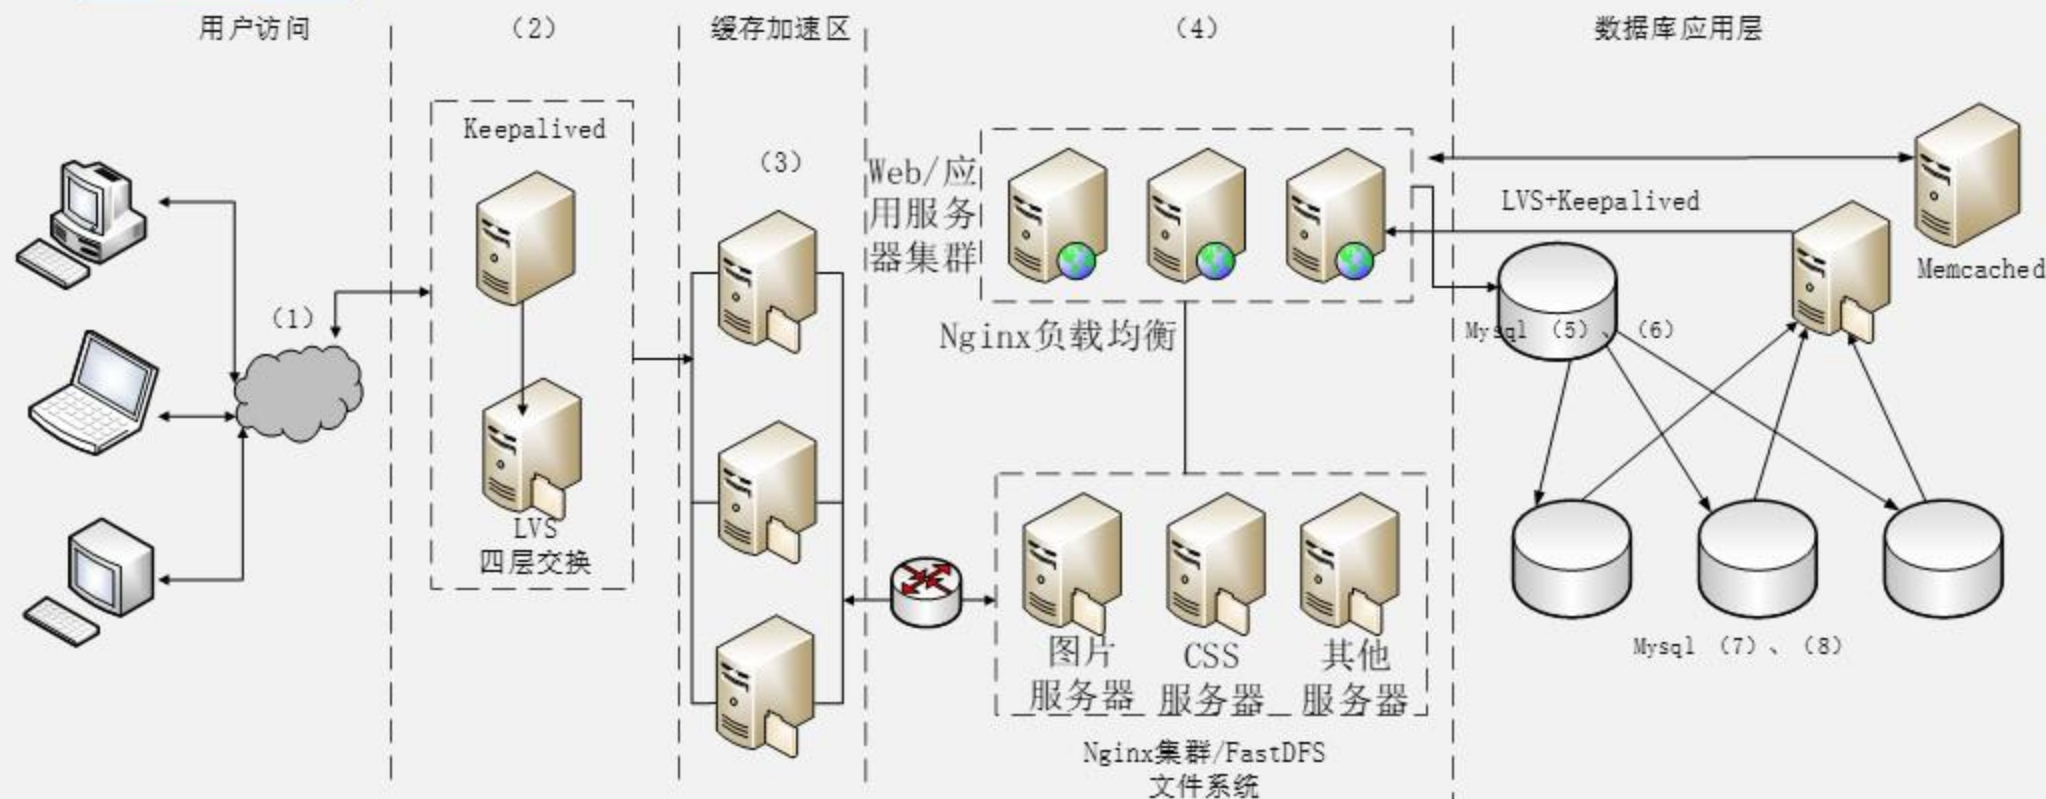 用户访问
（2）
缓存加速区
（4）
数据库应用层
Keepalived
（3）
Web/应
用服务
器集群
LVS+Keepalived
Memcached
（1）
Nginx负载均衡
Mysql （5）、（6）
LVS
四层交换
图片
服务器
CSS
服务器
其他
服务器
Mysql （7）、（8）
Nginx集群/FastDFS
文件系统